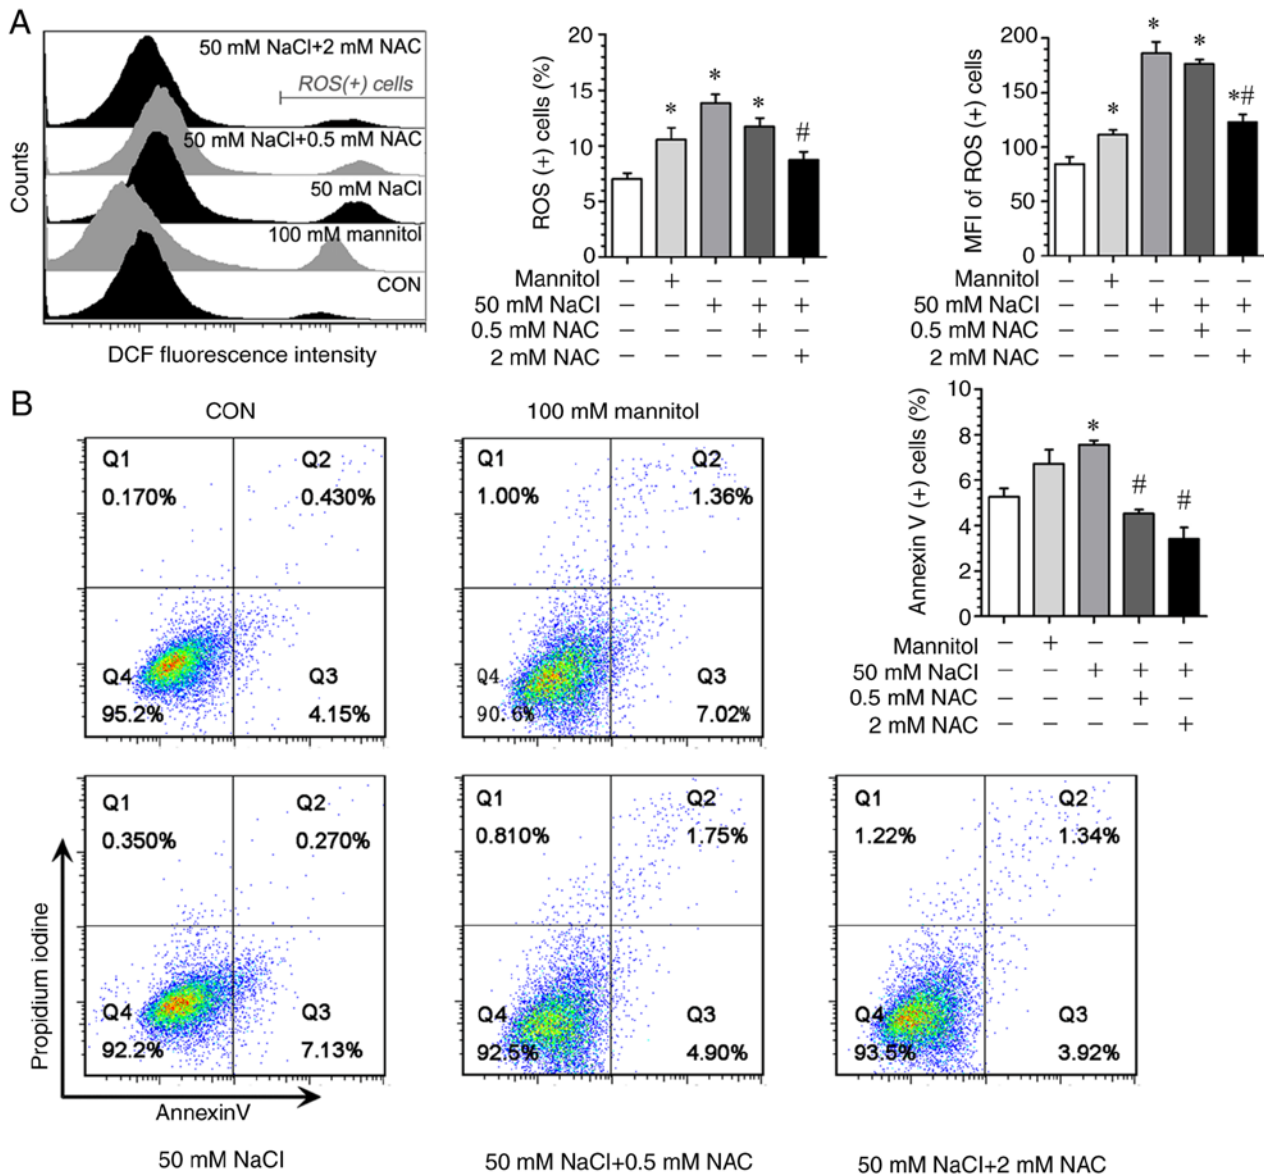 A
50 mM NaCl+2 mM NAC
ROS(+) cells
50 mM NaCl+0.5 mM NAC
50 mM NaCl
100 mM mannitol
CON
Counts
DCF fluorescence intensity
ROS (+) cells (%)
20
15
10
5
0
* * * #
Mannitol − + − − −
50 mM NaCl − − + + +
0.5 mM NAC − − − + −
2 mM NAC − − − − +
MFI of ROS (+) cells
200
150
100
50
0
* * * *#
Mannitol − + − − −
50 mM NaCl − − + + +
0.5 mM NAC − − − + −
2 mM NAC − − − − +
B
CON
Q1 Q2
0.170% 0.430%
Q4 Q3
95.2% 4.15%
100 mM mannitol
Q1 Q2
1.00% 1.36%
Q4 Q3
90.6% 7.02%
Annexin V (+) cells (%)
10
8
6
4
2
0
* # #
Mannitol − + − − −
50 mM NaCl − − + + +
0.5 mM NAC − − − + −
2 mM NAC − − − − +
Propidium iodine
Q1 Q2
0.350% 0.270%
Q4 Q3
92.2% 7.13%
AnnexinV
50 mM NaCl
Q1 Q2
0.810% 1.75%
Q4 Q3
92.5% 4.90%
50 mM NaCl+0.5 mM NAC
Q1 Q2
1.22% 1.34%
Q4 Q3
93.5% 3.92%
50 mM NaCl+2 mM NAC